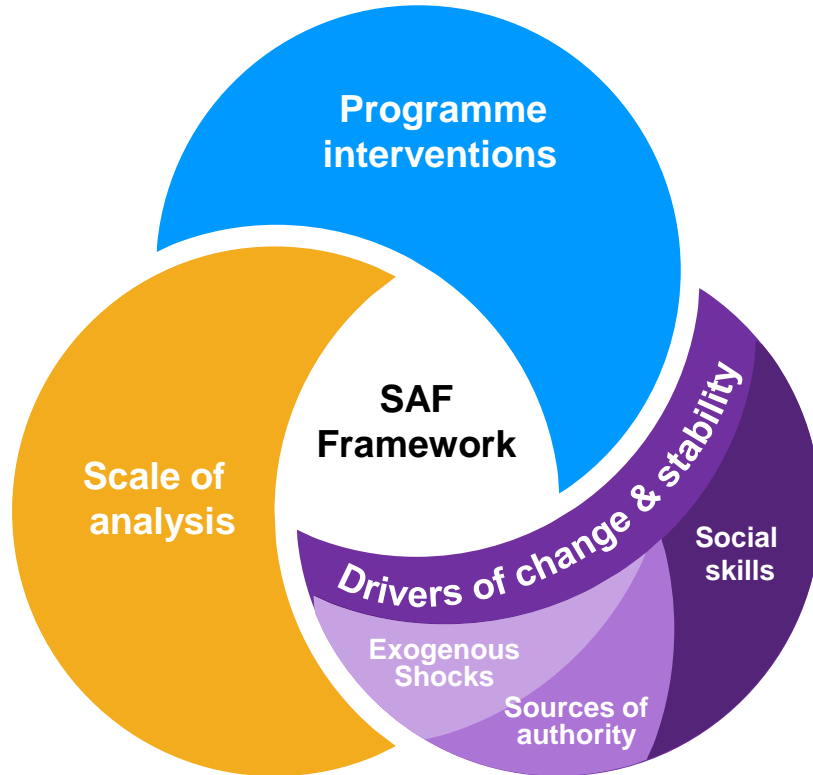 Programme
interventions
SAF
Framework
Scale of
analysis
Drivers of change & stability
Social
skills
Exogenous
Shocks
Sources of
authority